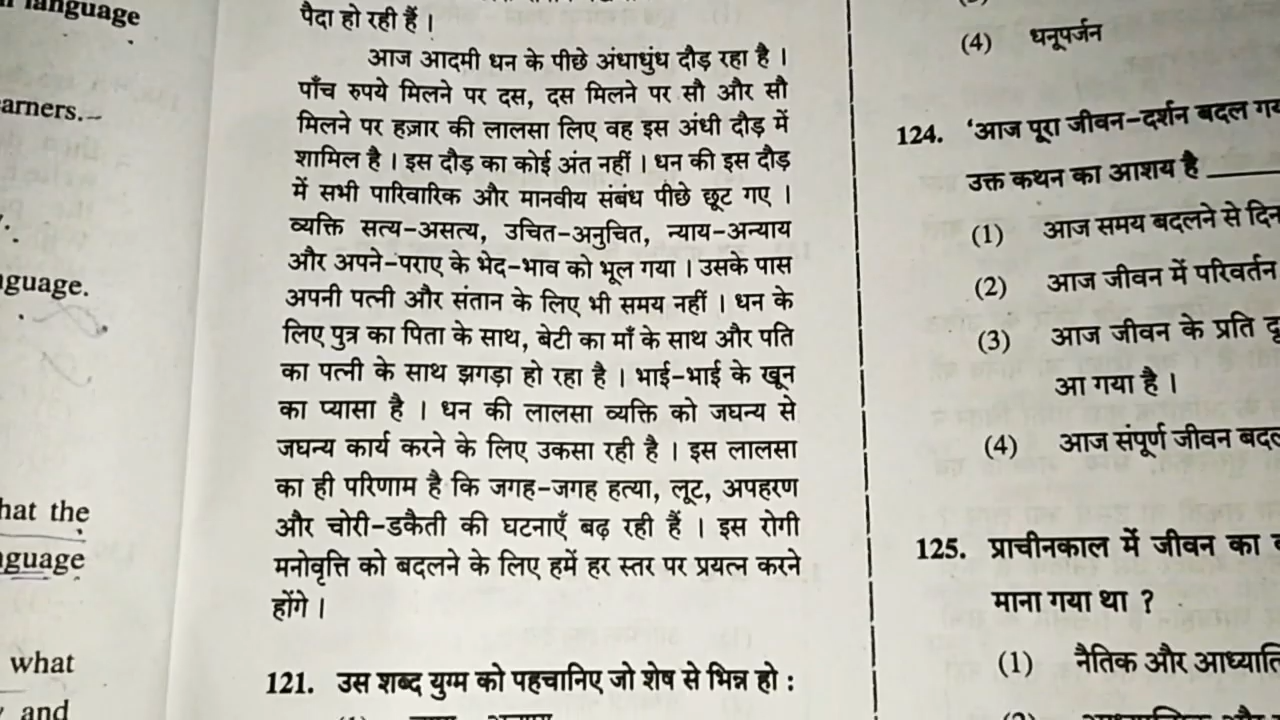 language
arners.
guage.
hat the
guage
what
and
पैदा हो रही हैं ।
आज आदमी धन के पीछे अंधाधुंध दौड़ रहा है ।
पाँच रुपये मिलने पर दस, दस मिलने पर सौ और सौ
मिलने पर हज़ार की लालसा लिए वह इस अंधी दौड़ में
शामिल है । इस दौड़ का कोई अंत नहीं । धन की इस दौड़
में सभी पारिवारिक और मानवीय संबंध पीछे छूट गए ।
व्यक्ति सत्य-असत्य, उचित-अनुचित, न्याय-अन्याय
और अपने-पराए के भेद-भाव को भूल गया । उसके पास
अपनी पत्नी और संतान के लिए भी समय नहीं । धन के
लिए पुत्र का पिता के साथ, बेटी का माँ के साथ और पति
का पत्नी के साथ झगड़ा हो रहा है । भाई-भाई के खून
का प्यासा है । धन की लालसा व्यक्ति को जघन्य से
जघन्य कार्य करने के लिए उकसा रही है । इस लालसा
का ही परिणाम है कि जगह-जगह हत्या, लूट, अपहरण
और चोरी-डकैती की घटनाएँ बढ़ रही हैं । इस रोगी
मनोवृत्ति को बदलने के लिए हमें हर स्तर पर प्रयत्न करने
होंगे ।
121. उस शब्द युग्म को पहचानिए जो शेष से भिन्न हो :
(4) धनूपर्जन
124. 'आज पूरा जीवन-दर्शन बदल
उक्त कथन का आशय है
(1) आज समय बदलने से
(2) आज जीवन में परिवर्तन
(3) आज जीवन के प्रति
आ गया है ।
(4) आज संपूर्ण जीवन
125. प्राचीनकाल में जीवन का
माना गया था ?
(1) नैतिक और